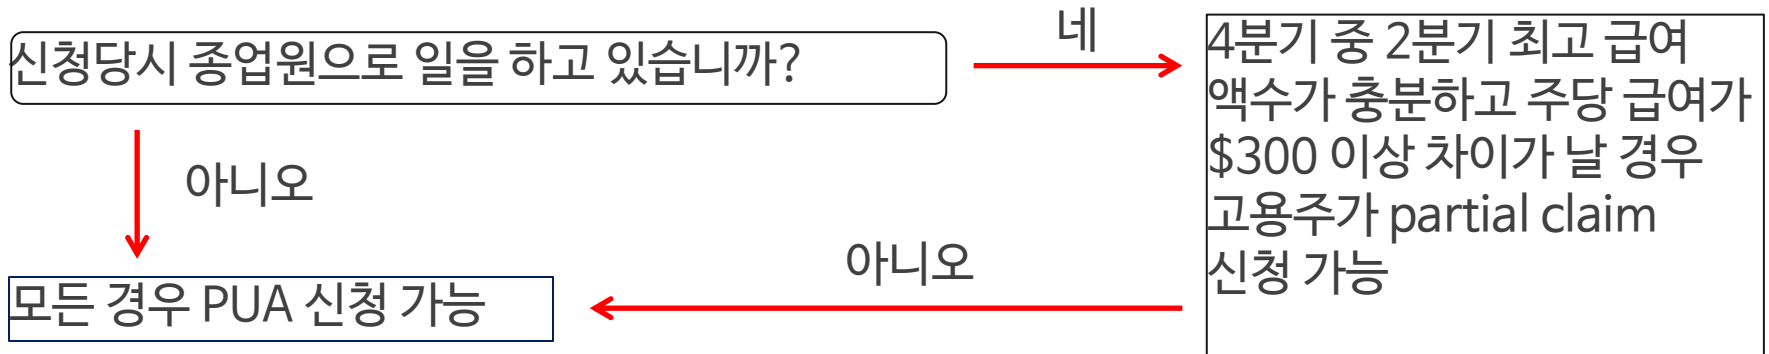 신청당시 종업원으로 일을 하고 있습니까?
네
4분기 중 2분기 최고 급여
액수가 충분하고 주당 급여가
$300 이상 차이가 날 경우
고용주가 partial claim
신청 가능
아니오
아니오
모든 경우 PUA 신청 가능